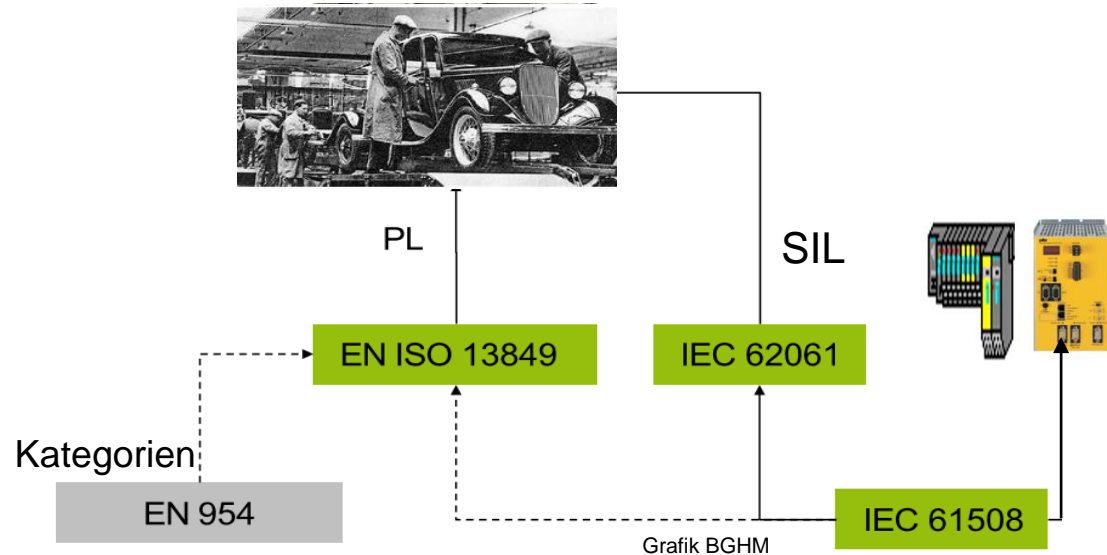 PL
SIL
EN ISO 13849
IEC 62061
Kategorien
EN 954
IEC 61508
Grafik BGHM